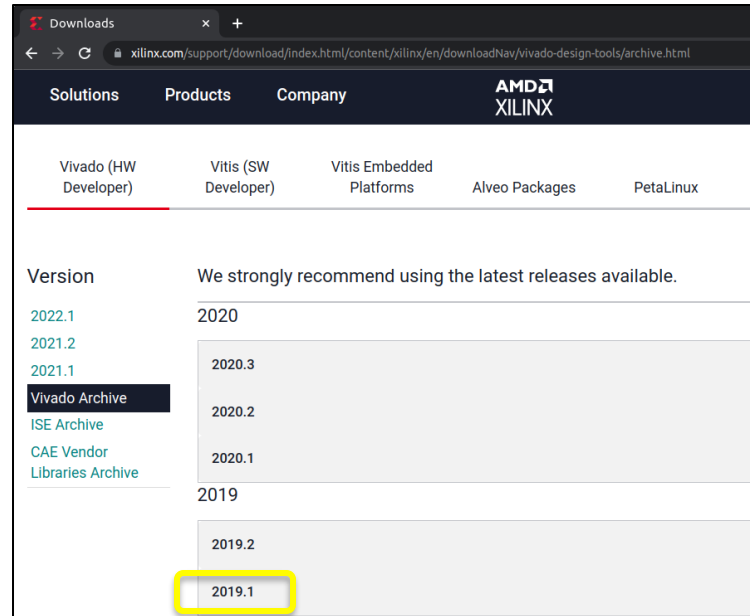 Downloads
xilinx.com/support/download/index.html/content/xilinx/en/downloadNav/vivado-design-tools/archive.html
Solutions Products Company AMD XILINX
Vivado (HW Developer) Vitis (SW Developer) Vitis Embedded Platforms Alveo Packages PetaLinux
Version
2022.1
2021.2
2021.1
Vivado Archive
ISE Archive
CAE Vendor
Libraries Archive
We strongly recommend using the latest releases available.
2020
2020.3
2020.2
2020.1
2019
2019.2
2019.1